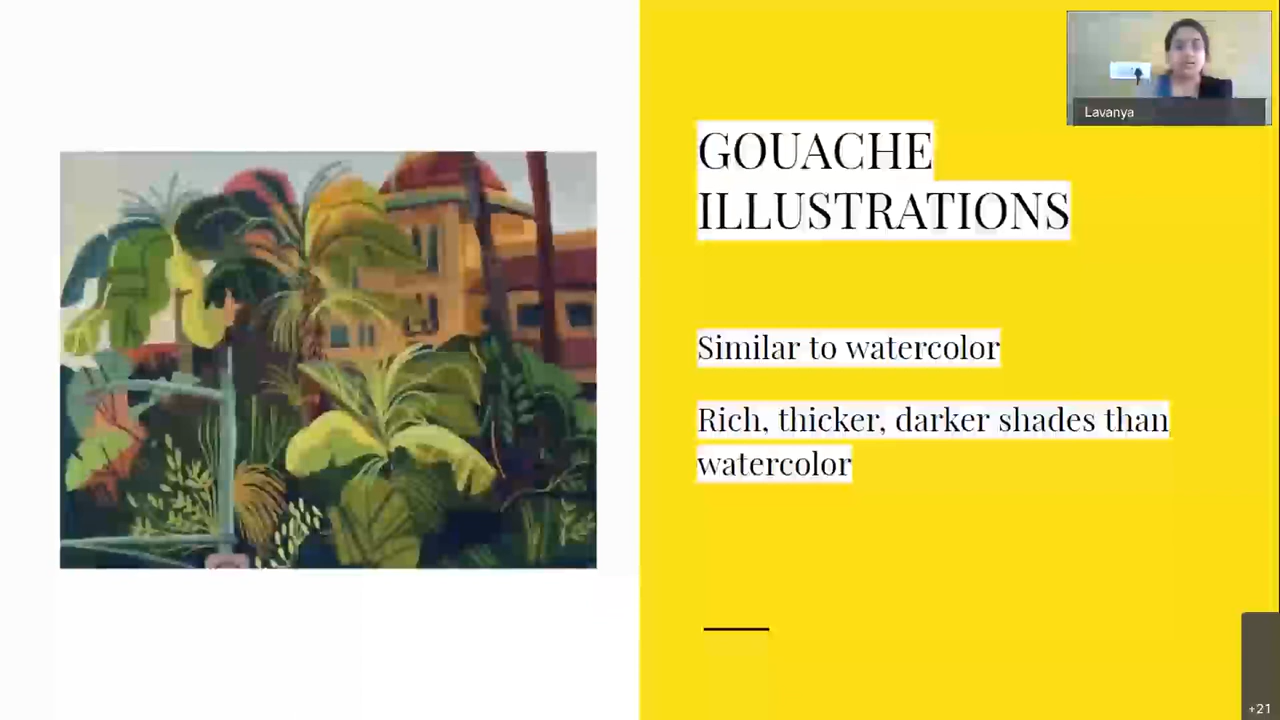 Lavanya
GOUACHE
ILLUSTRATIONS
Similar to watercolor
Rich, thicker, darker shades than
watercolor
+21